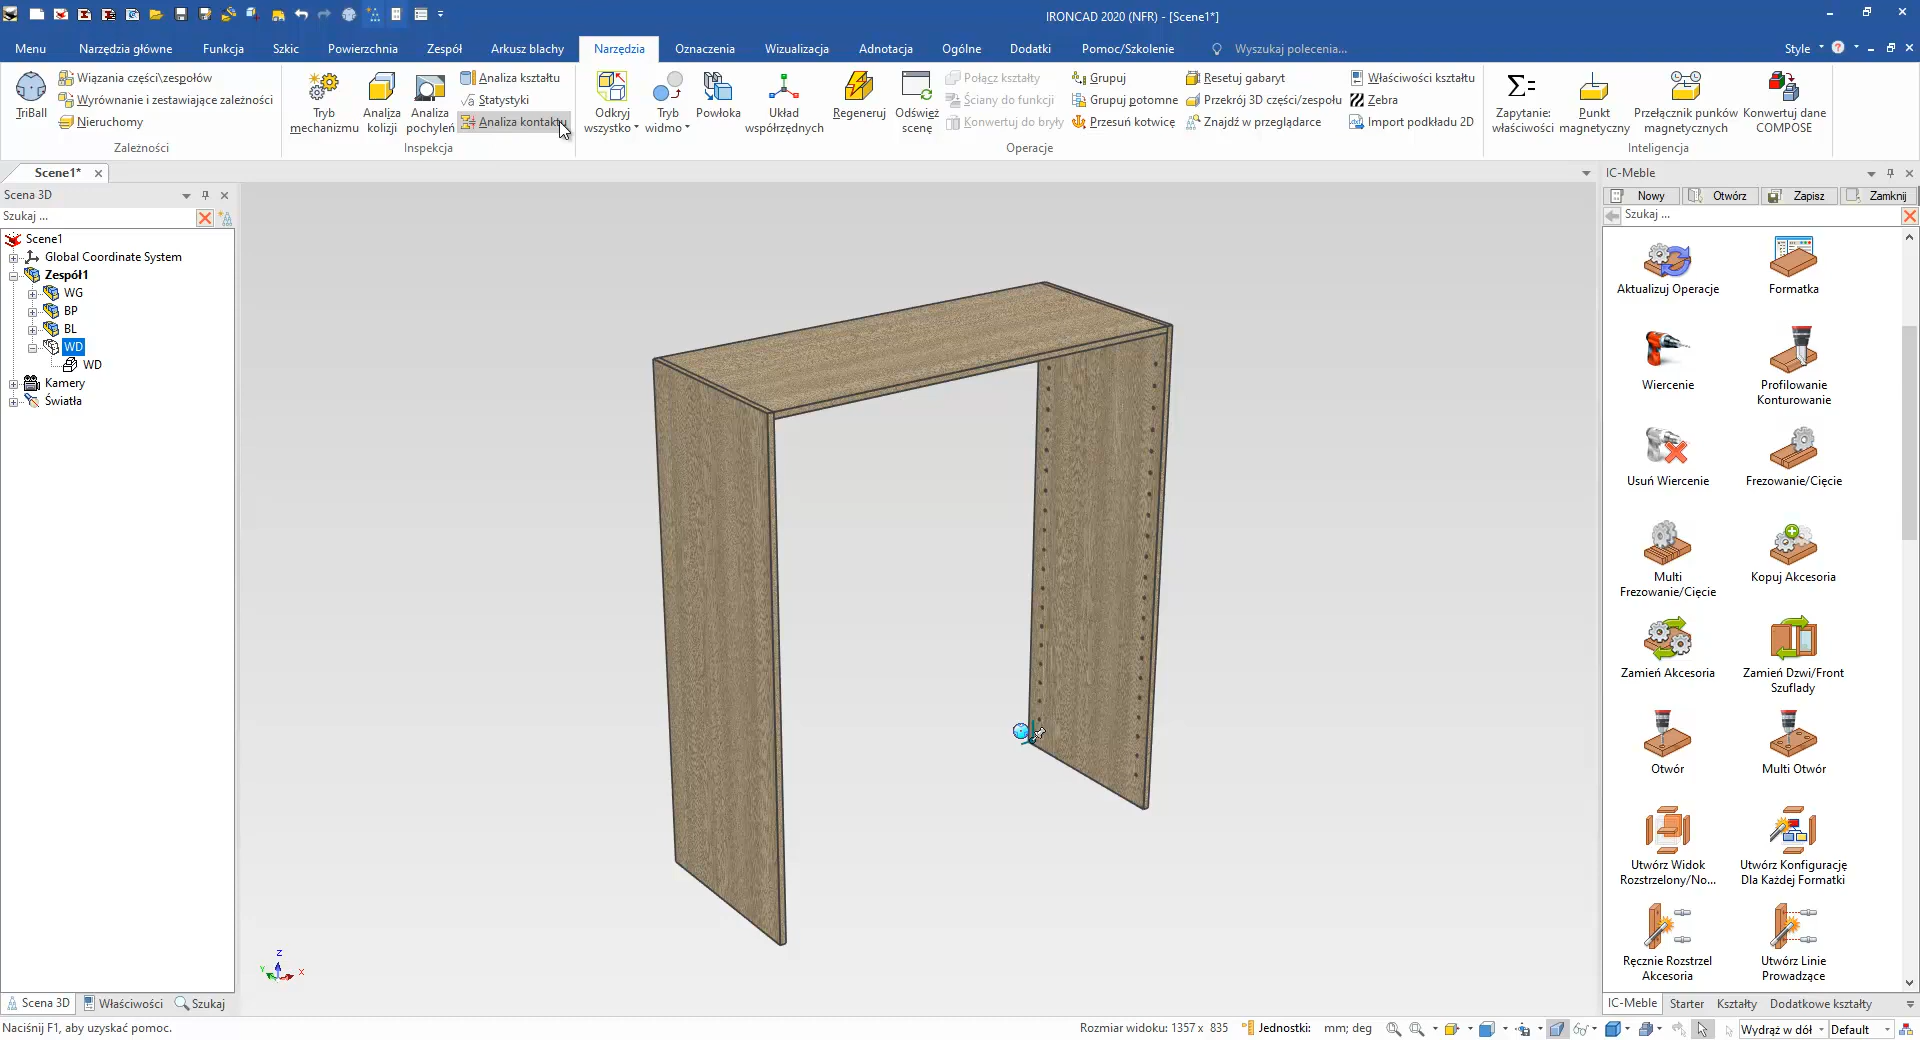 IRONCAD 2020 (NFR) - [Scene1*]
Menu Narzędzia główne Funkcja Szkic Powierzchnia Zespół Arkusz blachy Narzędzia Oznaczenia Wizualizacja Adnotacja Ogólne Dodatki Pomoc/Szkolenie Wyszukaj polecenia... Style
TriBall
Wiązania części\zespołów
Wyrównanie i zestawiające zależności
Nieruchomy
Zależności
Tryb mechanizmu
Analiza kolizji
Analiza pochyleń
Analiza kształtu
Statystyki
Analiza kontaktu
Inspekcja
Odkryj wszystko
Tryb widmo
Powłoka
Układ współrzędnych
Regeneruj
Odśwież scenę
Połącz kształty
Ściany do funkcji
Konwertuj do bryły
Grupuj
Grupuj potomne
Przesuń kotwicę
Resetuj gabaryt
Przekrój 3D części/zespołu
Znajdź w przeglądarce
Właściwości kształtu
Zebra
Import podkładu 2D
Operacje
Zapytanie: właściwości
Punkt magnetyczny
Przełącznik punków magnetycznych
Konwertuj dane COMPOSE
Inteligencja
Scene1*
Scena 3D
Szukaj ...
Scene1
Global Coordinate System
Zespół1
WG
BP
BL
WD
WD
Kamery
Światła
Z
Y
X
IC-Meble
Nowy Otwórz Zapisz Zamknij
Szukaj ...
Aktualizuj Operacje
Formatka
Wiercenie
Profilowanie
Konturowanie
Usuń Wiercenie
Frezowanie/Cięcie
Multi
Frezowanie/Cięcie
Kopuj Akcesoria
Zamień Akcesoria
Zamień Dzwi/Front
Szuflady
Otwór
Multi Otwór
Utwórz Widok
Rozstrzelony/No...
Utwórz Konfigurację
Dla Każdej Formatki
Ręcznie Rozstrzel
Akcesoria
Utwórz Linie
Prowadzące
Scena 3D Właściwości Szukaj
IC-Meble Starter Kształty Dodatkowe kształty
Naciśnij F1, aby uzyskać pomoc.
Rozmiar widoku: 1357 x 835 Jednostki: mm; deg
Wydrąż w dół Default